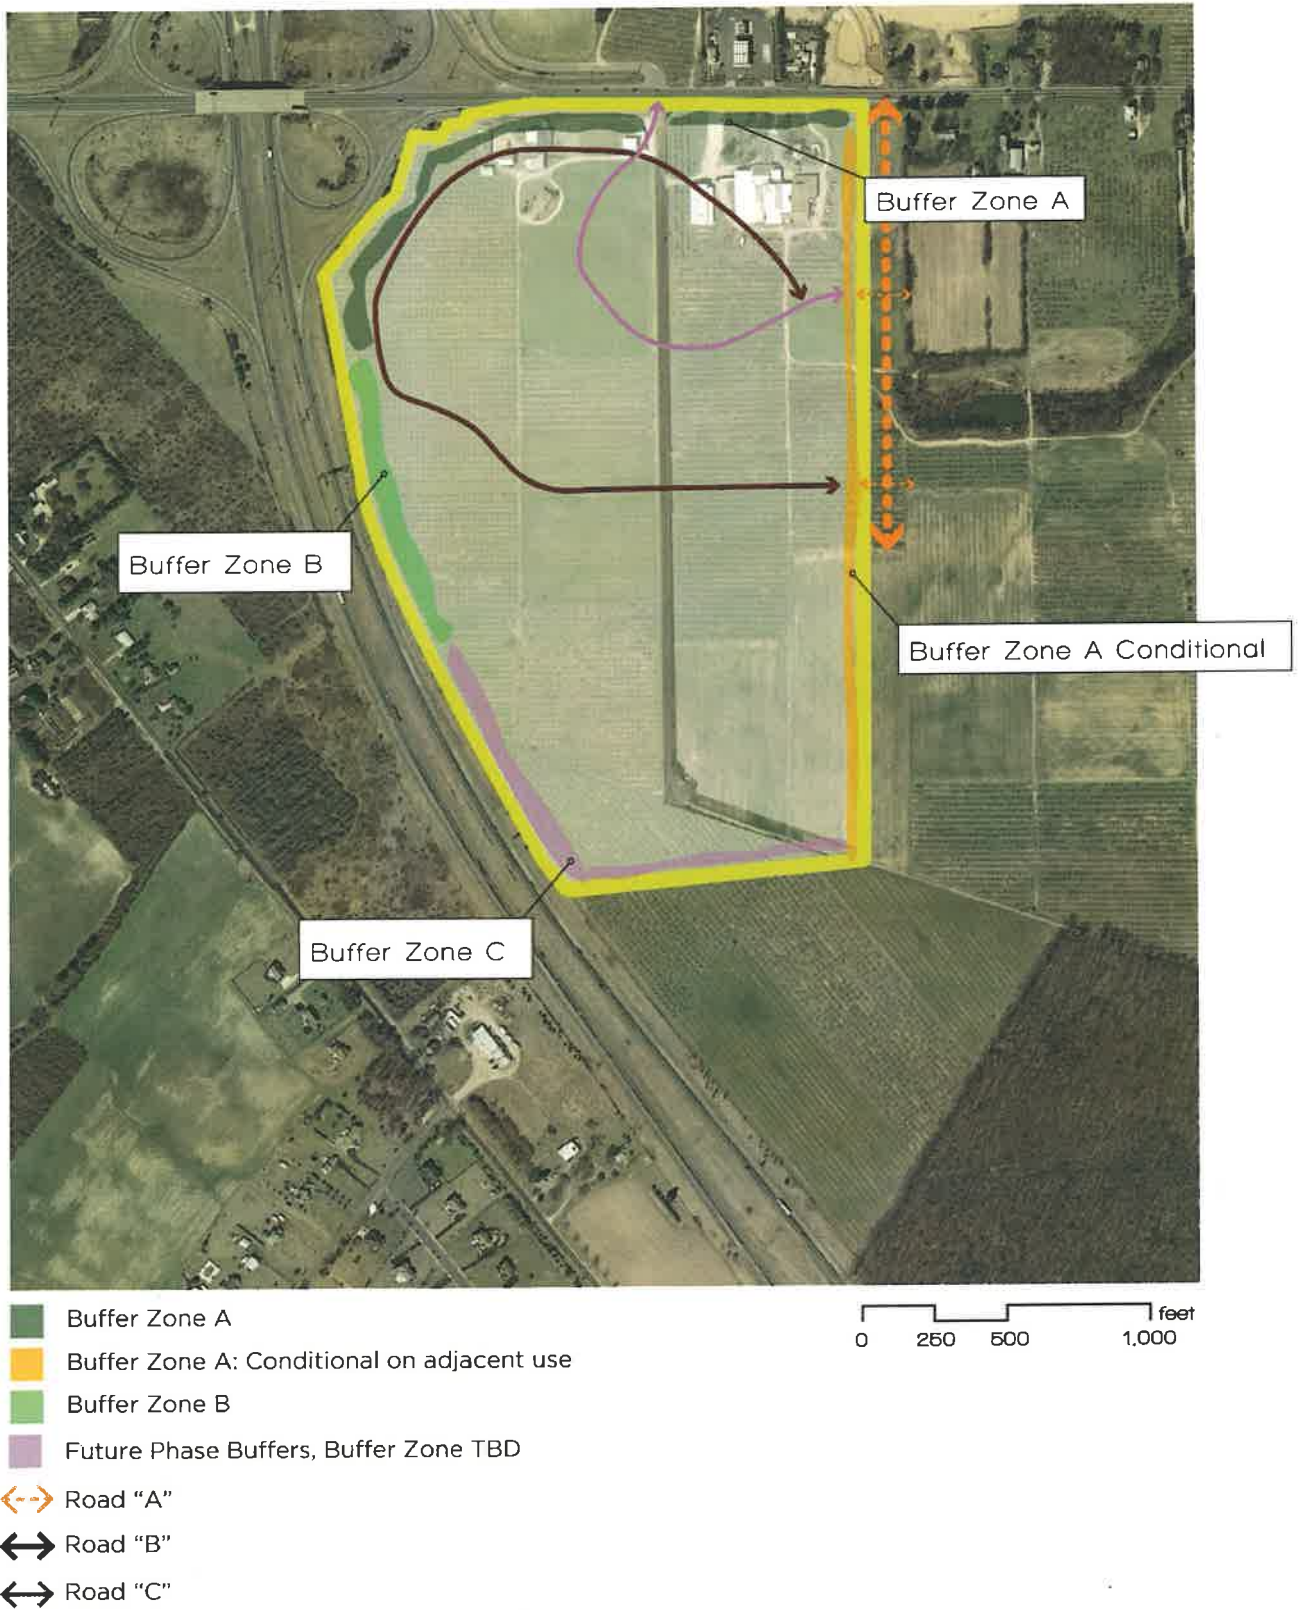 Buffer Zone A
Buffer Zone B
Buffer Zone A Conditional
Buffer Zone C
Buffer Zone A
Buffer Zone A: Conditional on adjacent use
Buffer Zone B
Future Phase Buffers, Buffer Zone TBD
Road "A"
Road "B"
Road "C"
feet
0 250 500 1,000